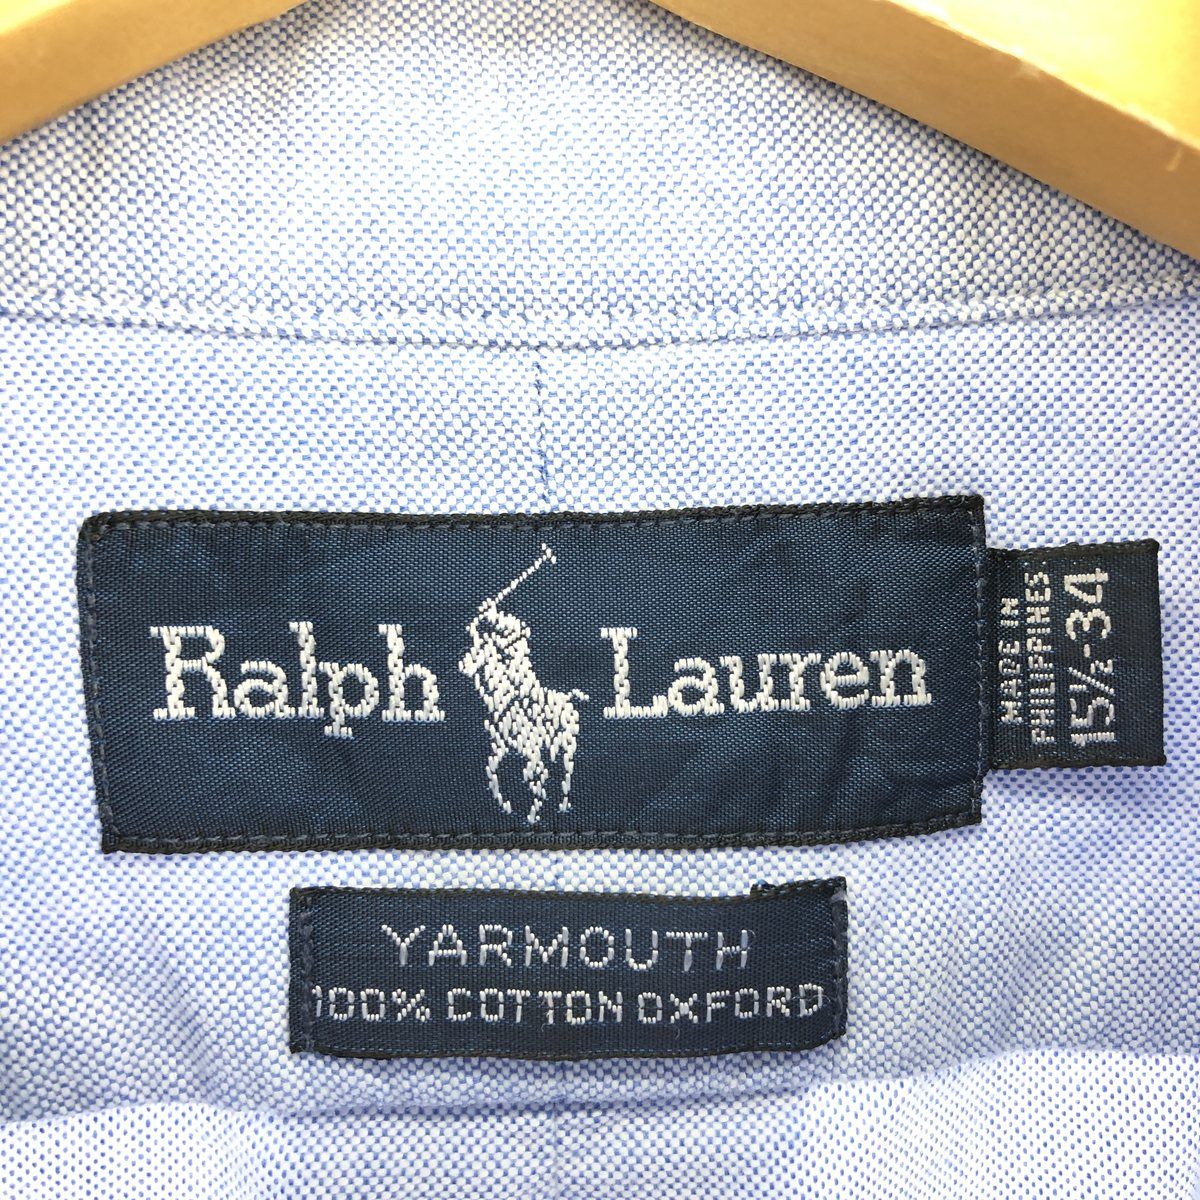 Ralph Lauren
MADE IN
PHILIPPINES
15½-34
YARMOUTH
100% COTTON OXFORD